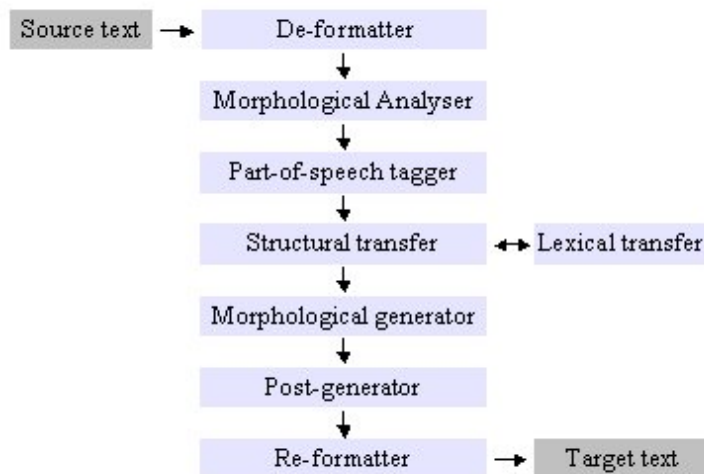 Source text
De-formatter
Morphological Analyser
Part-of-speech tagger
Structural transfer
Lexical transfer
Morphological generator
Post-generator
Re-formatter
Target text